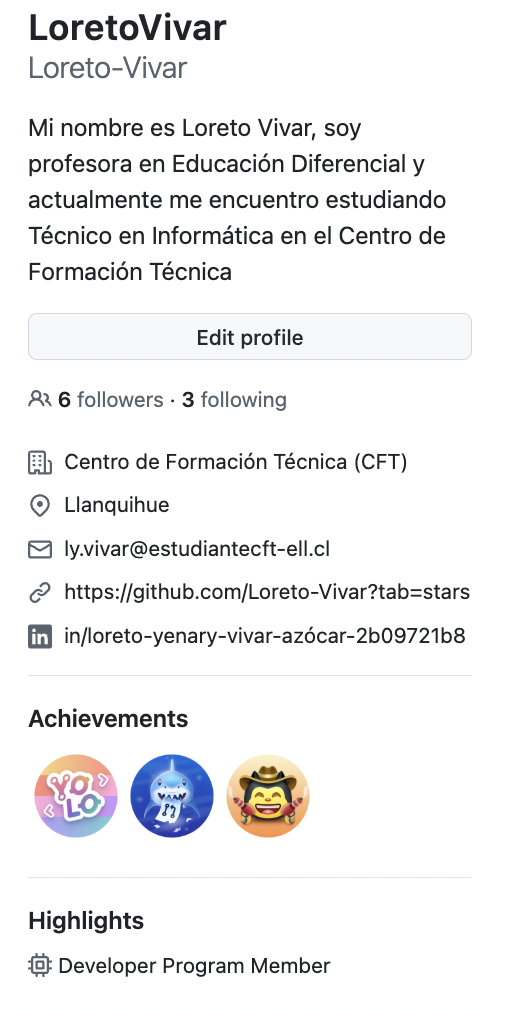 LoretoVivar
Loreto-Vivar
Mi nombre es Loreto Vivar, soy
profesora en Educación Diferencial y
actualmente me encuentro estudiando
Técnico en Informática en el Centro de
Formación Técnica
Edit profile
6 followers · 3 following
Centro de Formación Técnica (CFT)
Llanquihue
ly.vivar@estudiantecft-ell.cl
https://github.com/Loreto-Vivar?tab=stars
in/loreto-yenary-vivar-azócar-2b09721b8
Achievements
YOLO
Highlights
Developer Program Member